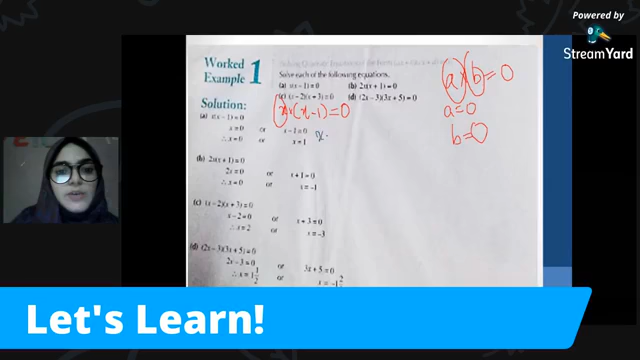 Powered by
StreamYard
Worked
Example 1
Solve each of the following equations.
(a) x(x − 1) = 0 (b) 2x(x + 1) = 0
(c) (x − 2)(x + 3) = 0 (d) (2x − 3)(3x + 5) = 0
a × b = 0
a = 0
b = 0
Solution:
x × (x − 1) = 0
(a) x(x − 1) = 0
x = 0 or x − 1 = 0
∴ x = 0 or x = 1
x
(b) 2x(x + 1) = 0
2x = 0 or x + 1 = 0
∴ x = 0 or x = −1
(c) (x − 2)(x + 3) = 0
x − 2 = 0 or x + 3 = 0
∴ x = 2 or x = −3
(d) (2x − 3)(3x + 5) = 0
2x − 3 = 0 or 3x + 5 = 0
∴ x = 1 1/2 or x = −1 2/
Let's Learn!